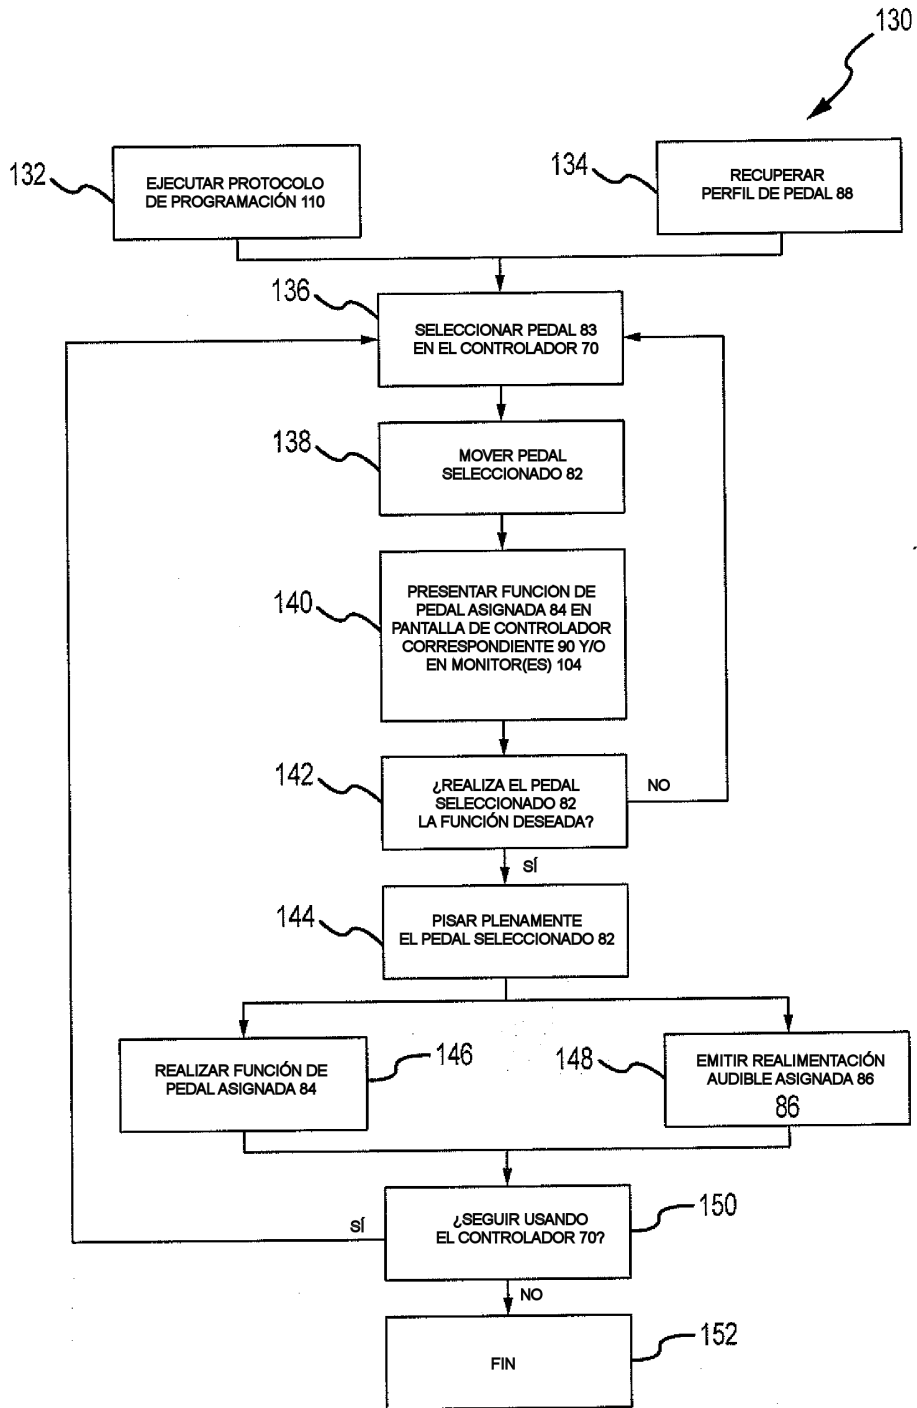 130
132
EJECUTAR PROTOCOLO
DE PROGRAMACIÓN 110
134
RECUPERAR
PERFIL DE PEDAL 88
136
SELECCIONAR PEDAL 83
EN EL CONTROLADOR 70
138
MOVER PEDAL
SELECCIONADO 82
140
PRESENTAR FUNCION DE
PEDAL ASIGNADA 84 EN
PANTALLA DE CONTROLADOR
CORRESPONDIENTE 90 Y/O
EN MONITOR(ES) 104
142
¿REALIZA EL PEDAL
SELECCIONADO 82
LA FUNCIÓN DESEADA?
NO
SÍ
144
PISAR PLENAMENTE
EL PEDAL SELECCIONADO 82
REALIZAR FUNCIÓN DE
PEDAL ASIGNADA 84
146
148
EMITIR REALIMENTACIÓN
AUDIBLE ASIGNADA 86
86
SÍ
¿SEGUIR USANDO
EL CONTROLADOR 70?
150
NO
FIN
152